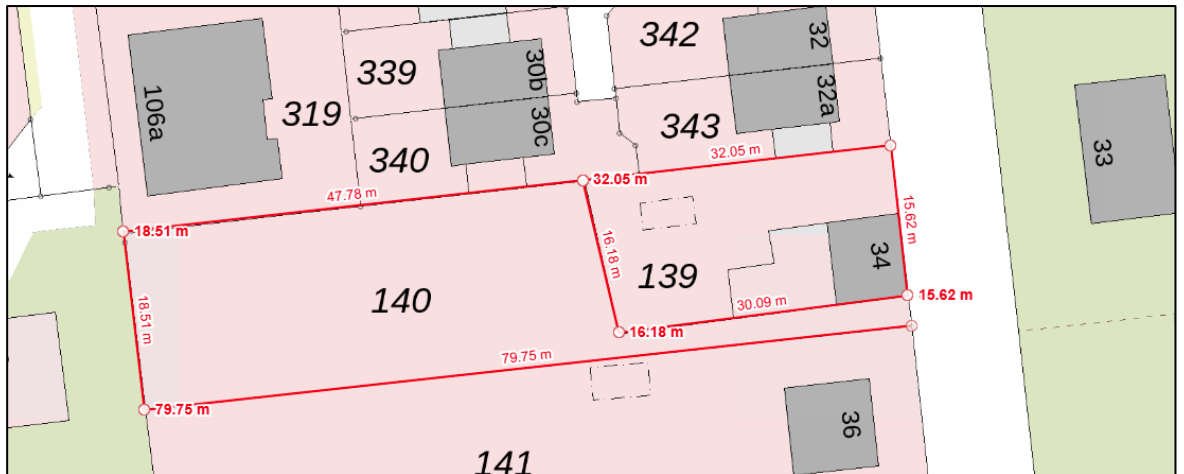 342
32
339
30b
32a
106a
319
30c
343
33
340
32.05 m
47.78 m
32.05 m
18.51 m
15.62 m
16.18 m
34
139
140
18.51 m
30.09 m
15.62 m
16.18 m
79.75 m
79.75 m
36
141